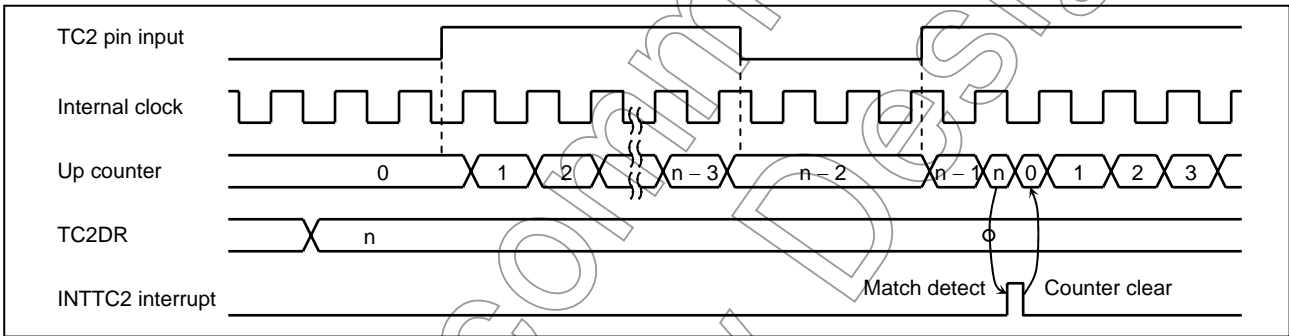 TC2 pin input
Internal clock
Up counter 0 1 2 n – 3 n – 2 n – 1 n 0 1 2 3
TC2DR n
INTTC2 interrupt Match detect Counter clear